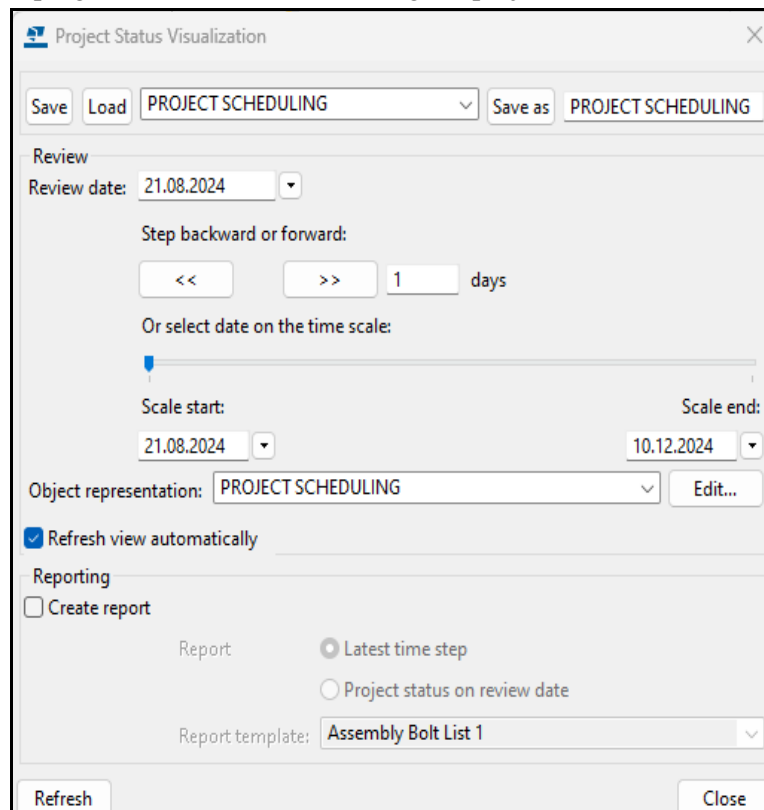 Project Status Visualization
Save Load PROJECT SCHEDULING Save as PROJECT SCHEDULING
Review
Review date: 21.08.2024
Step backward or forward:
<< >> 1 days
Or select date on the time scale:
Scale start: Scale end:
21.08.2024 10.12.2024
Object representation: PROJECT SCHEDULING Edit...
Refresh view automatically
Reporting
Create report
Report Latest time step
Project status on review date
Report template: Assembly Bolt List 1
Refresh Close